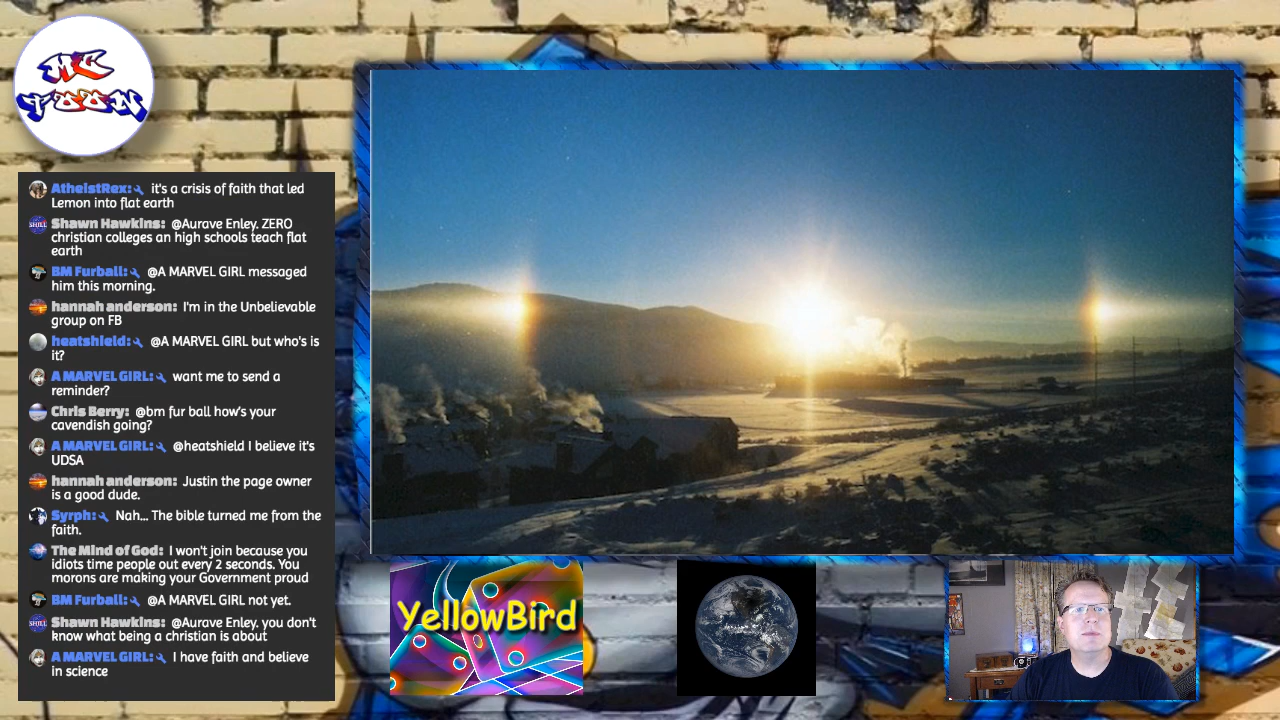 MC
TOON
AtheistRex: it's a crisis of faith that led
Lemon into flat earth
Shawn Hawkins: @Aurave Enley. ZERO
christian colleges an high schools teach flat
earth
BM Furball: @A MARVEL GIRL messaged
him this morning.
hannah anderson: I'm in the Unbelievable
group on FB
heatshield: @A MARVEL GIRL but who's is
it?
A MARVEL GIRL: want me to send a
reminder?
Chris Berry: @bm fur ball how's your
cavendish going?
A MARVEL GIRL: @heatshield I believe it's
UDSA
hannah anderson: Justin the page owner
is a good dude.
Syrph: Nah... The bible turned me from the
faith.
The Mind of God: I won't join because you
idiots time people out every 2 seconds. You
morons are making your Government proud
BM Furball: @A MARVEL GIRL not yet.
Shawn Hawkins: @Aurave Enley. you don't
know what being a christian is about
A MARVEL GIRL: I have faith and believe
in science
YellowBird